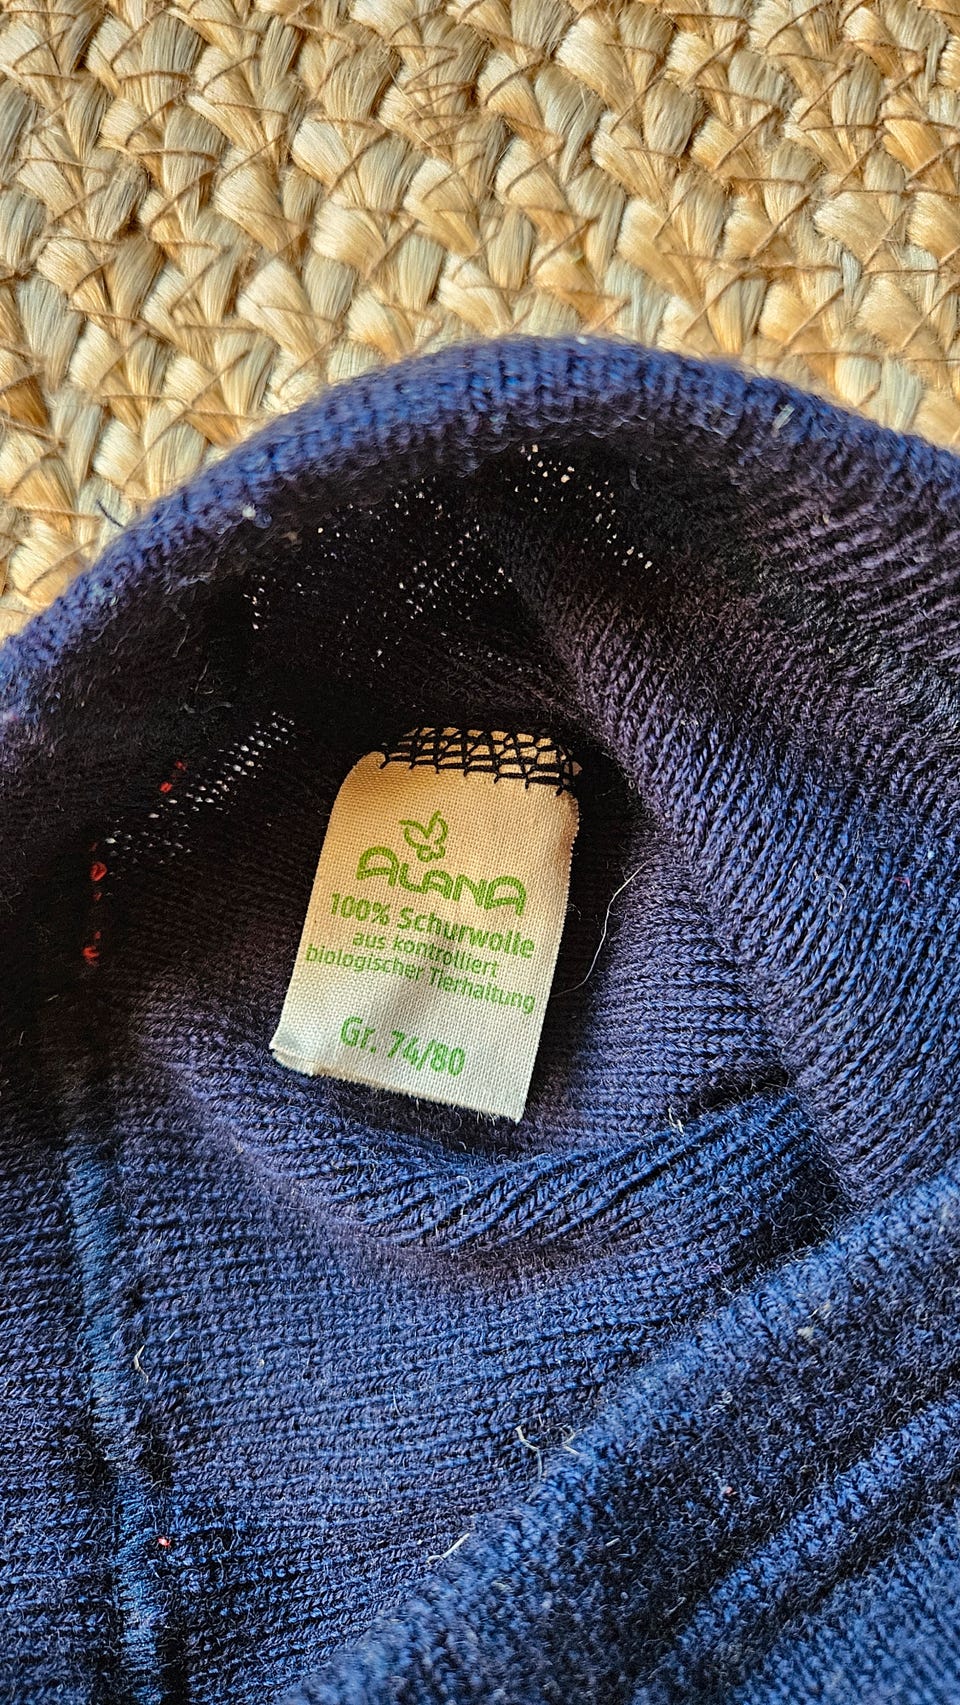 ALANA
100% Schurwolle
aus kontrolliert
biologischer Tierhaltung
Gr. 74/80